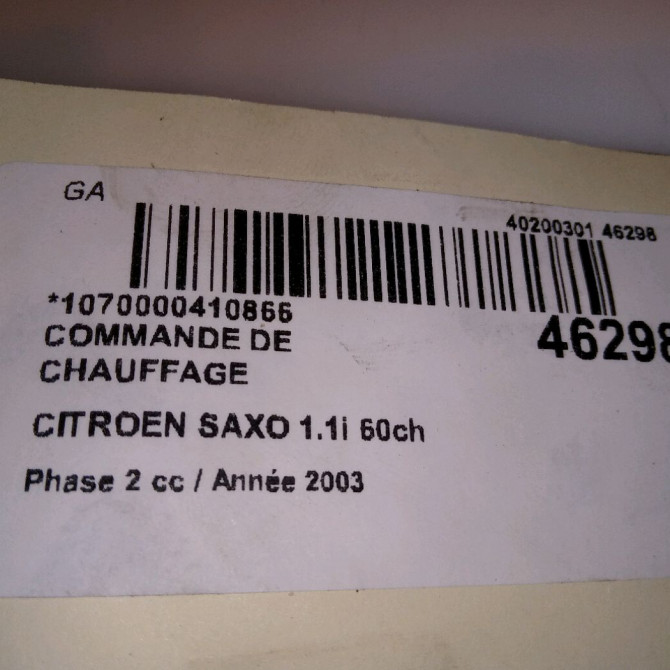 GA
40200301 46298
*1070000410866
46298
COMMANDE DE
CHAUFFAGE
CITROEN SAXO 1.1i 60ch
Phase 2 cc / Année 2003